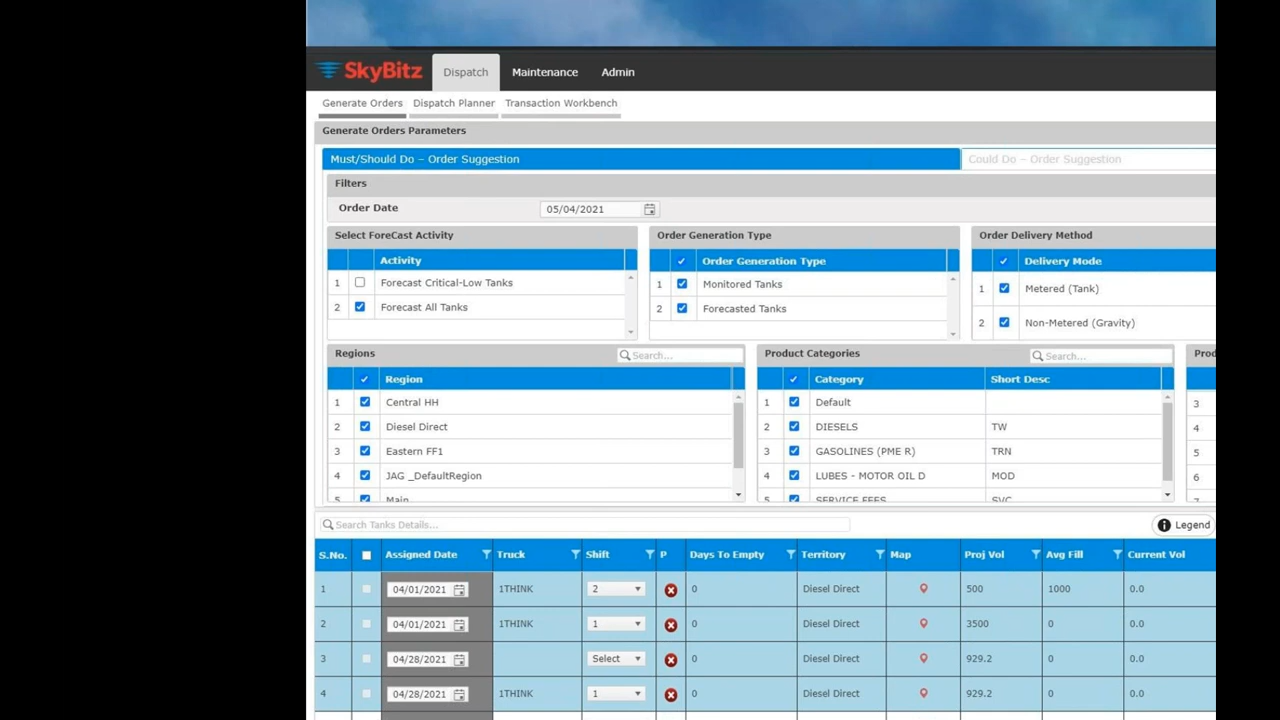 SkyBitz Dispatch Maintenance Admin
Generate Orders Dispatch Planner Transaction Workbench
Generate Orders Parameters
Must/Should Do – Order Suggestion Could Do – Order Suggestion
Filters
Order Date 05/04/2021
Select ForeCast Activity Order Generation Type Order Delivery Method
Activity Order Generation Type Delivery Mode
1 Forecast Critical-Low Tanks 1 Monitored Tanks 1 Metered (Tank)
2 Forecast All Tanks 2 Forecasted Tanks 2 Non-Metered (Gravity)
Regions Search... Product Categories Search... Prod
Region Category Short Desc
1 Central HH 1 Default 3
2 Diesel Direct 2 DIESELS TW 4
3 Eastern FF1 3 GASOLINES (PME R) TRN 5
4 JAG _DefaultRegion 4 LUBES - MOTOR OIL D MOD 6
5 Main 5 SERVICE FEES SVC 7
Search Tanks Details... Legend
S.No. Assigned Date Truck Shift P Days To Empty Territory Map Proj Vol Avg Fill Current Vol
1 04/01/2021 1THINK 2 0 Diesel Direct 500 1000 0.0
2 04/01/2021 1THINK 1 0 Diesel Direct 3500 0 0.0
3 04/28/2021 Select 0 Diesel Direct 929.2 0 0.0
4 04/28/2021 1THINK 1 0 Diesel Direct 929.2 0 0.0